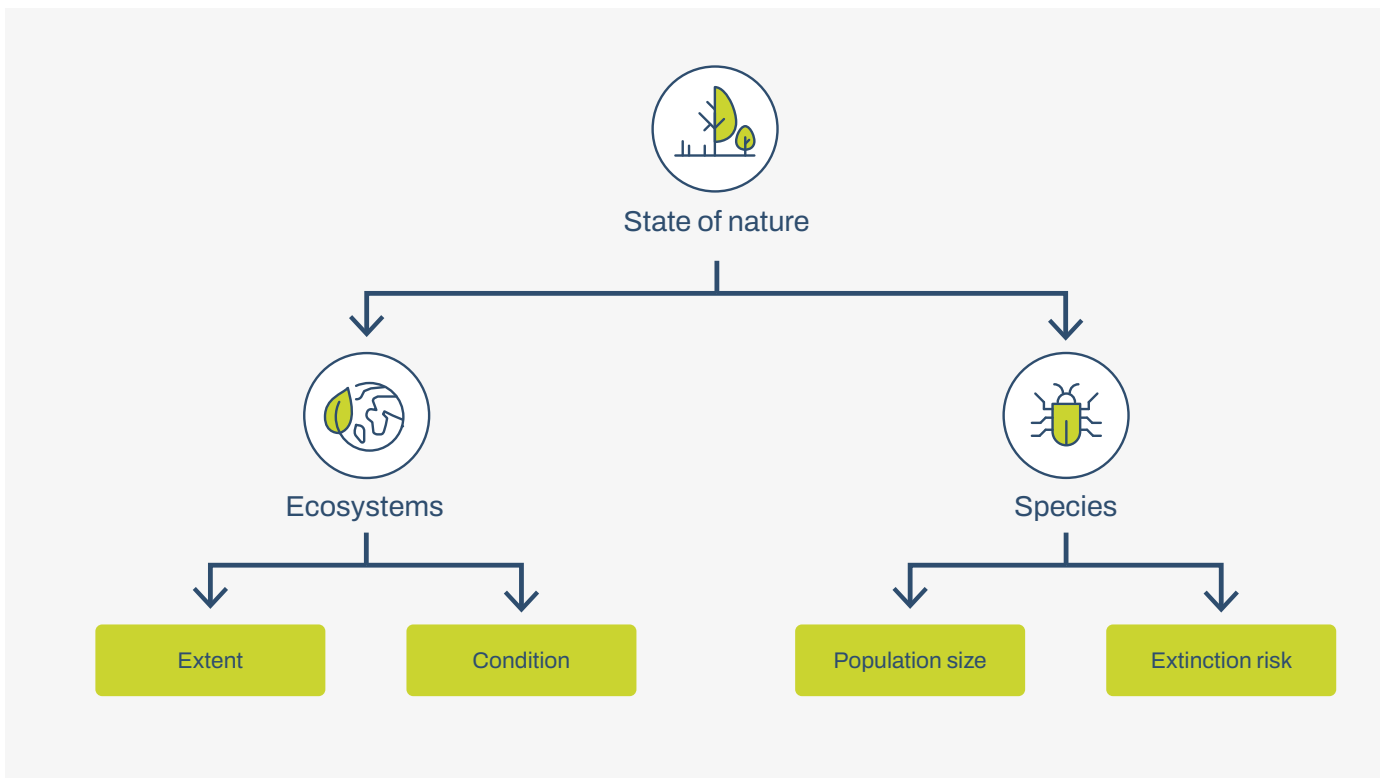 State of nature
Ecosystems
Species
Extent
Condition
Population size
Extinction risk